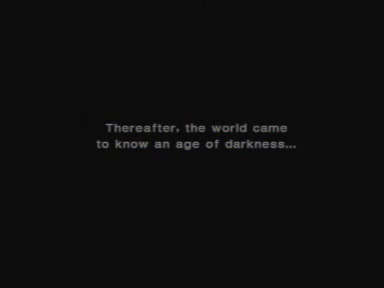 Thereafter, the world came
to know an age of darkness...